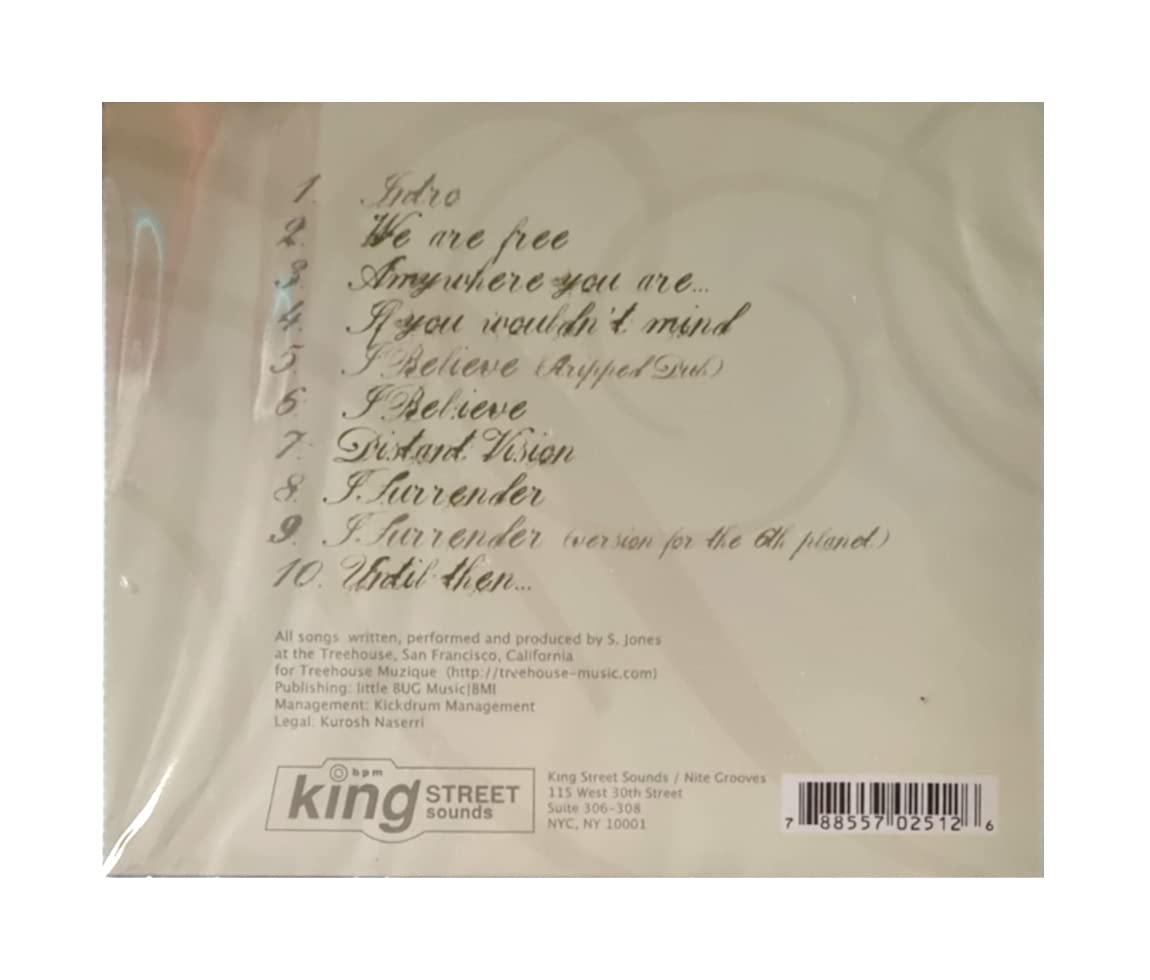 1. Intro
2. We are free
3. Anywhere you are...
4. If you wouldn't mind
5. I Believe (Stripped Dub)
6. I Believe
7. Distant Vision
8. I Surrender
9. I Surrender (version for the 6th planet)
10. Until then...
All songs written, performed and produced by S. Jones
at the Treehouse, San Francisco, California
for Treehouse Muzique (http://treehouse-music.com)
Publishing: little BUG Music|BMI
Management: Kickdrum Management
Legal: Kurosh Naserri
bpm
king STREET
sounds
King Street Sounds / Nite Grooves
115 West 30th Street
Suite 306-308
NYC, NY 10001
7 88557 02512 6